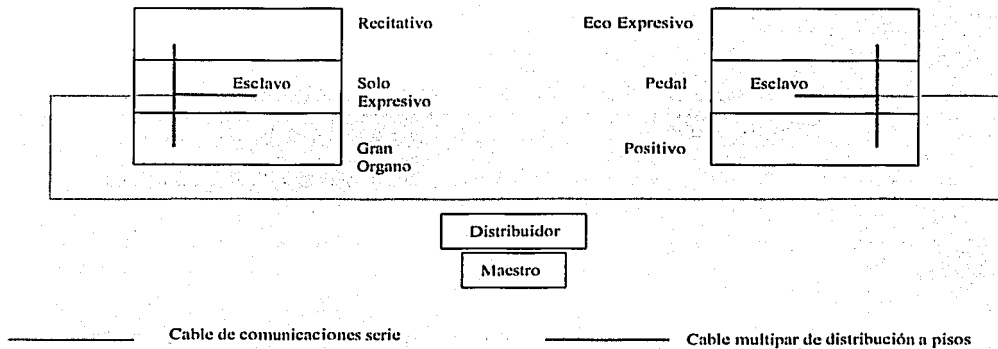 Recitativo
Esclavo
Solo
Expresivo
Gran
Organo
Eco Expresivo
Pedal
Esclavo
Positivo
Distribuidor
Maestro
Cable de comunicaciones serie
Cable multipar de distribución a pisos